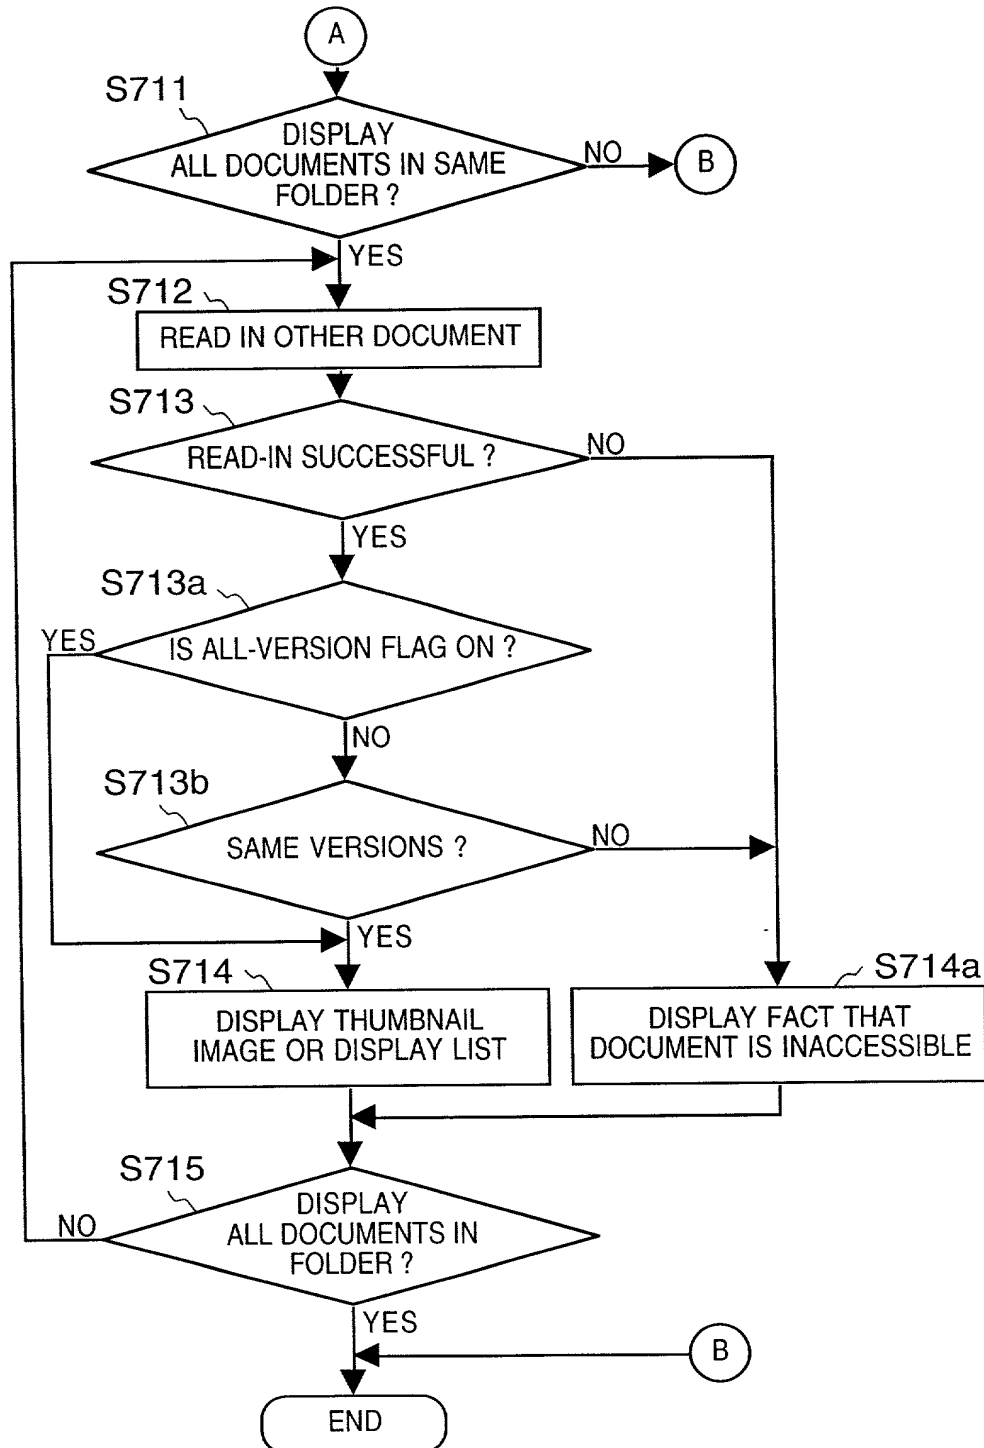 A
S711
DISPLAY
ALL DOCUMENTS IN SAME
FOLDER ?
NO
B
YES
S712
READ IN OTHER DOCUMENT
S713
READ-IN SUCCESSFUL ?
NO
YES
S713a
YES
IS ALL-VERSION FLAG ON ?
NO
S713b
SAME VERSIONS ?
NO
YES
S714
DISPLAY THUMBNAIL
IMAGE OR DISPLAY LIST
S714a
DISPLAY FACT THAT
DOCUMENT IS INACCESSIBLE
S715
DISPLAY
ALL DOCUMENTS IN
FOLDER ?
NO
YES
B
END